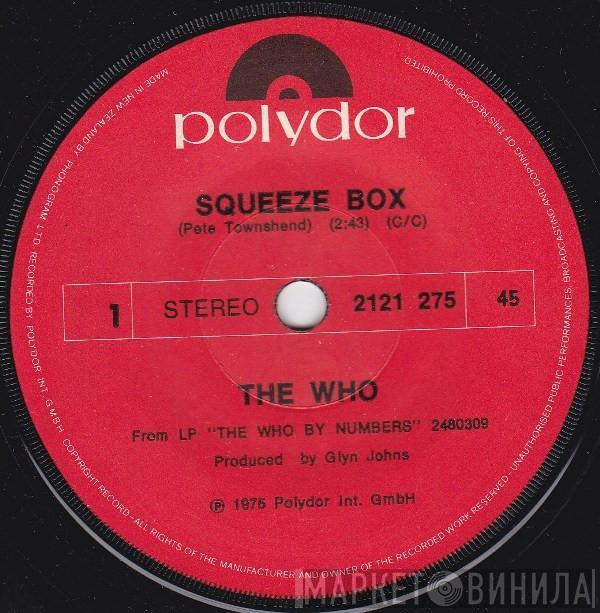 polydor
SQUEEZE BOX
(Pete Townshend) (2:43) (C/C)
1 STEREO 2121 275 45
THE WHO
From LP "THE WHO BY NUMBERS" 2480309
Produced by Glyn Johns
℗ 1975 Polydor Int. GmbH
MADE IN NEW ZEALAND BY PHONOGRAM LTD. RECORDED BY POLYDOR INT. GMBH
COPYRIGHT RECORD - ALL RIGHTS OF THE MANUFACTURER AND OWNER OF THE RECORDED WORK RESERVED - UNAUTHORISED PUBLIC PERFORMANCES, BROADCASTING AND COPYING OF THIS RECORD PROHIBITED
МАРКЕТ ВИНИЛА